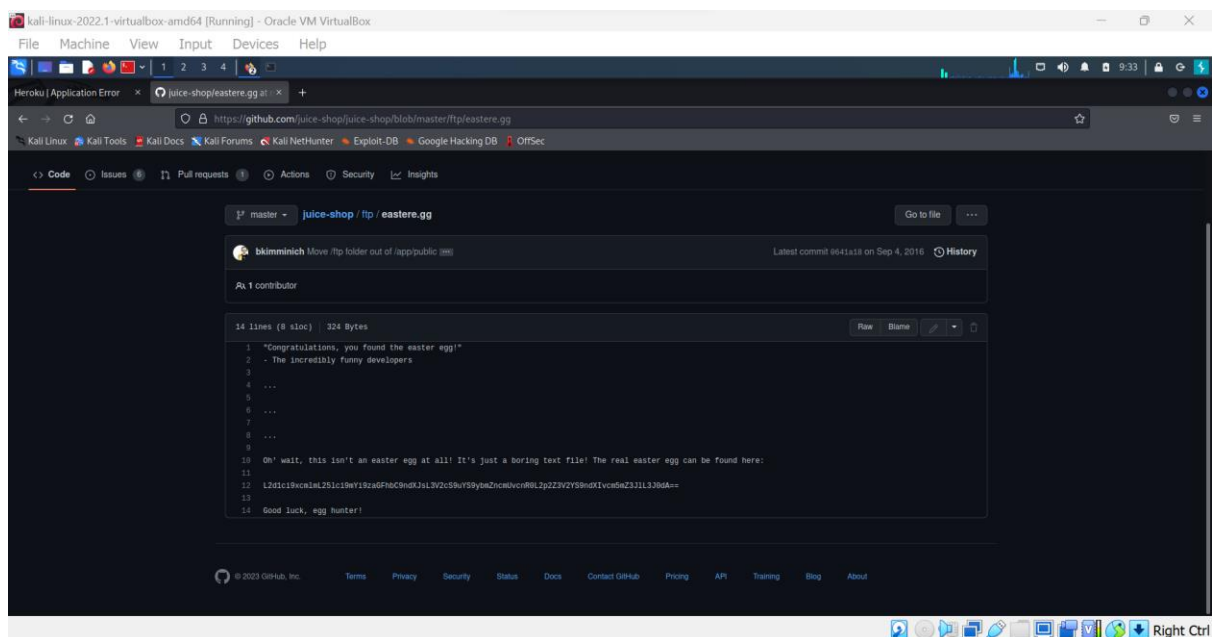 kali-linux-2022.1-virtualbox-amd64 [Running] - Oracle VM VirtualBox
File Machine View Input Devices Help
1 2 3 4 9:33
Heroku | Application Error juice-shop/eastere.gg at
https://github.com/juice-shop/juice-shop/blob/master/ftp/eastere.gg
Kali Linux Kali Tools Kali Docs Kali Forums Kali NetHunter Exploit-DB Google Hacking DB OffSec
<> Code Issues 6 Pull requests 1 Actions Security Insights
master juice-shop / ftp / eastere.gg Go to file ...
bkimminich Move /ftp folder out of /app/public ... Latest commit 9641a18 on Sep 4, 2016 History
1 contributor
14 lines (8 sloc) 324 Bytes Raw Blame
1 "Congratulations, you found the easter egg!"
2 - The incredibly funny developers
3
4 ...
5
6 ...
7
8 ...
9
10 Oh' wait, this isn't an easter egg at all! It's just a boring text file! The real easter egg can be found here:
11
12
13
14 Good luck, egg hunter!
© 2023 GitHub, Inc. Terms Privacy Security Status Docs Contact GitHub Pricing API Training Blog About
Right Ctrl